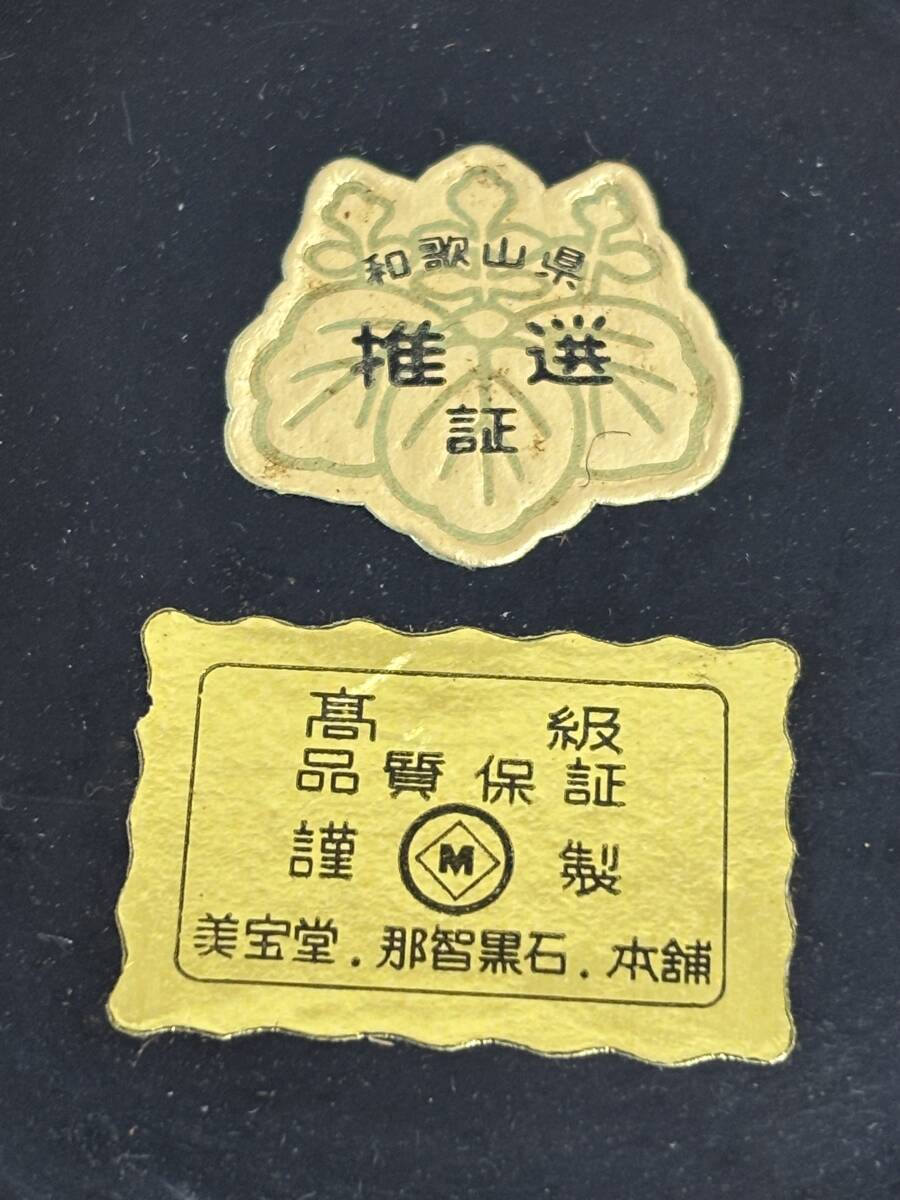 和歌山県
推選
証
髙級
品質保証
謹 M 製
美宝堂.那智黒石.本舗